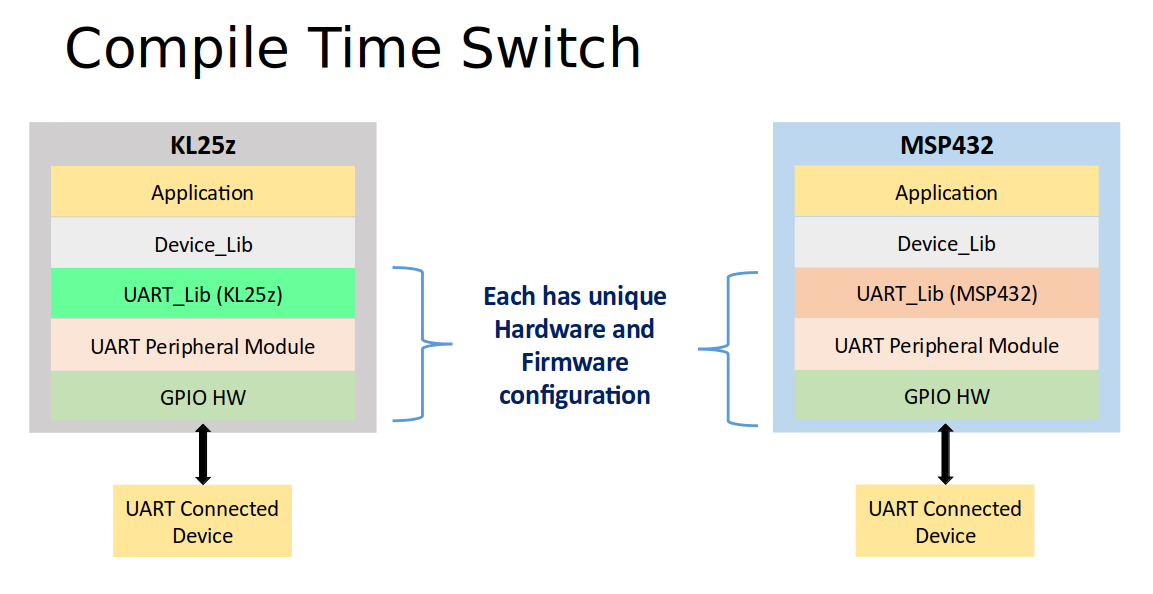 Compile Time Switch
KL25z
Application
Device_Lib
UART_Lib (KL25z)
UART Peripheral Module
GPIO HW
UART Connected
Device
Each has unique
Hardware and
Firmware
configuration
MSP432
Application
Device_Lib
UART_Lib (MSP432)
UART Peripheral Module
GPIO HW
UART Connected
Device